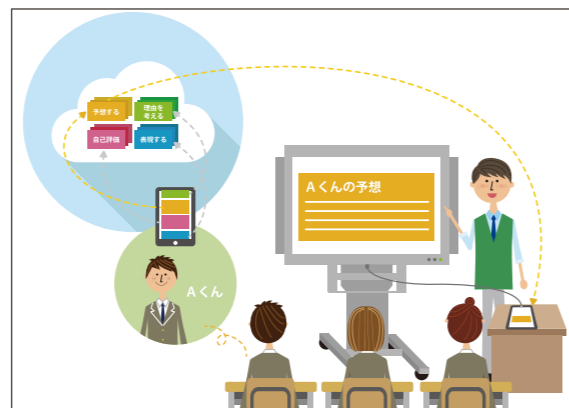 予想する
理由を
考える
自己評価
表現する
Aくんの予想
Aくん